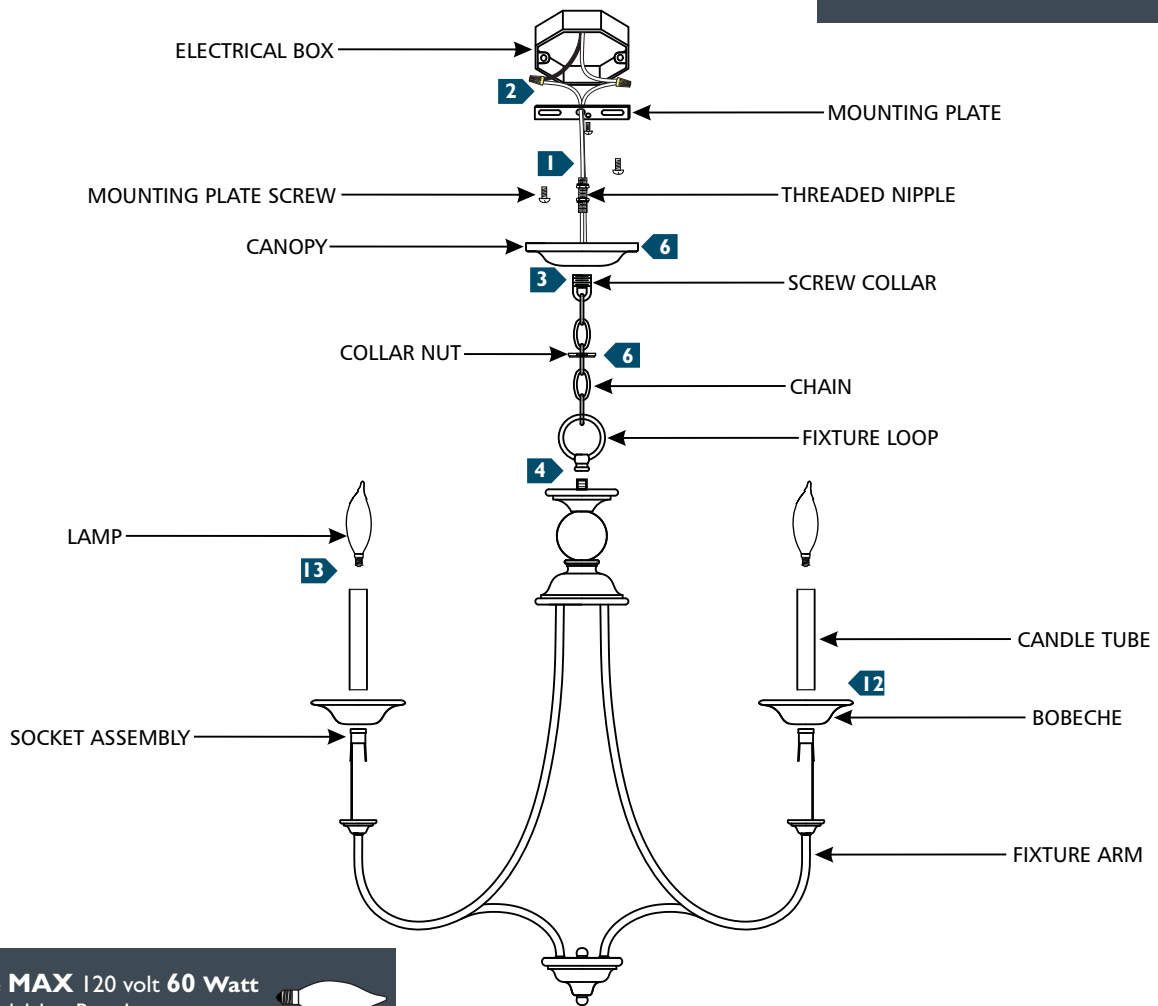 ELECTRICAL BOX
2
MOUNTING PLATE
1
MOUNTING PLATE SCREW
THREADED NIPPLE
CANOPY
6
3
SCREW COLLAR
COLLAR NUT
6
CHAIN
FIXTURE LOOP
4
LAMP
13
CANDLE TUBE
12
BOBECHE
SOCKET ASSEMBLY
FIXTURE ARM
MAX 120 volt 60 Watt